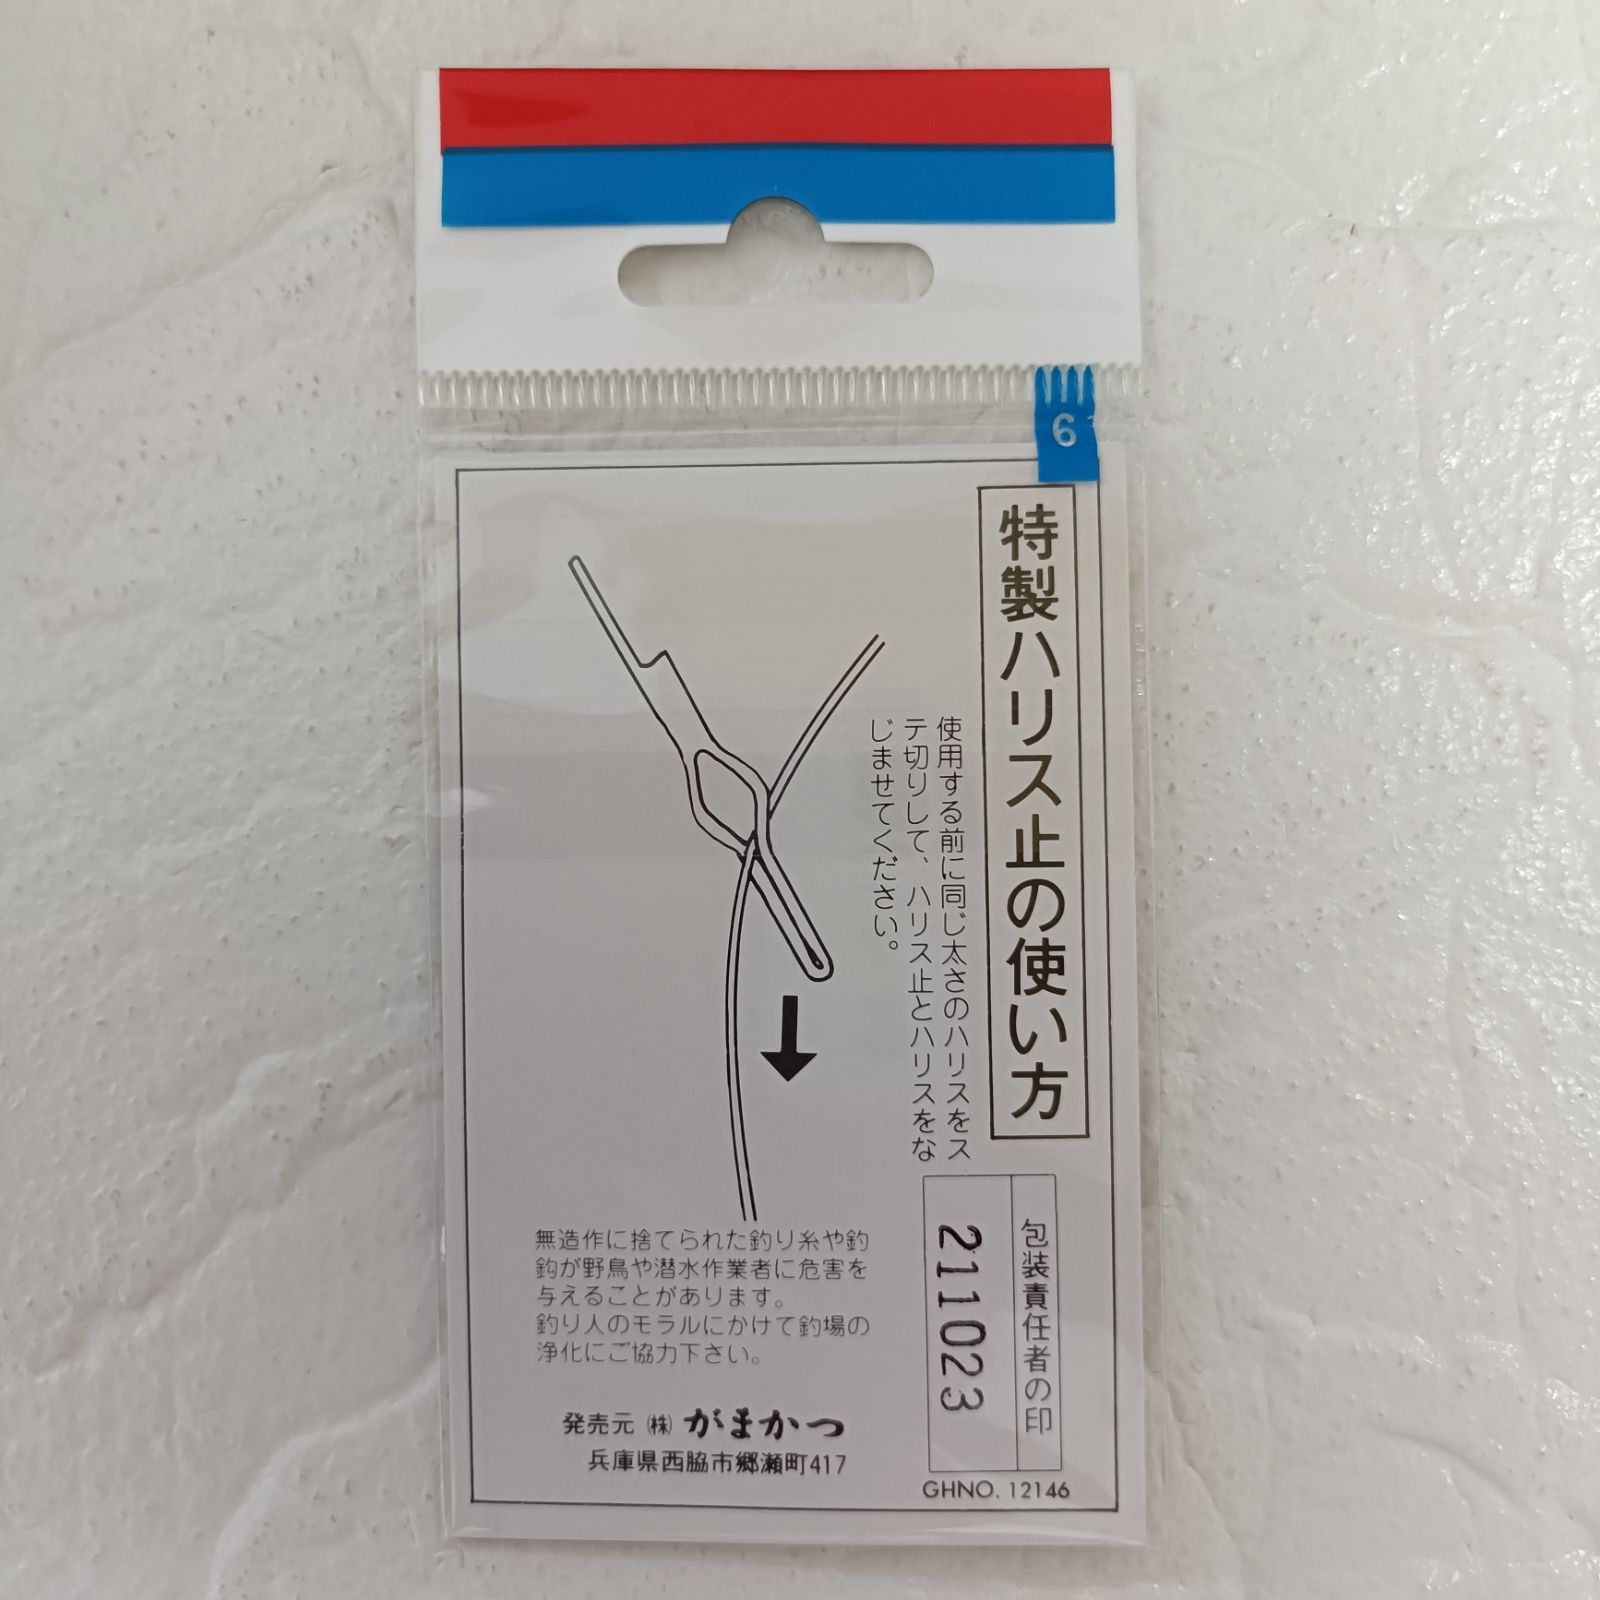 6
特製ハリス止の使い方
使用する前に同じ太さのハリスをス
テ切りして、ハリス止とハリスをな
じませてください。
包装責任者の印
211023
無造作に捨てられた釣り糸や釣
鈎が野鳥や潜水作業者に危害を
与えることがあります。
釣り人のモラルにかけて釣場の
浄化にご協力下さい。
発売元 ㈱ がまかつ
兵庫県西脇市郷瀬町417
GHNO. 12146